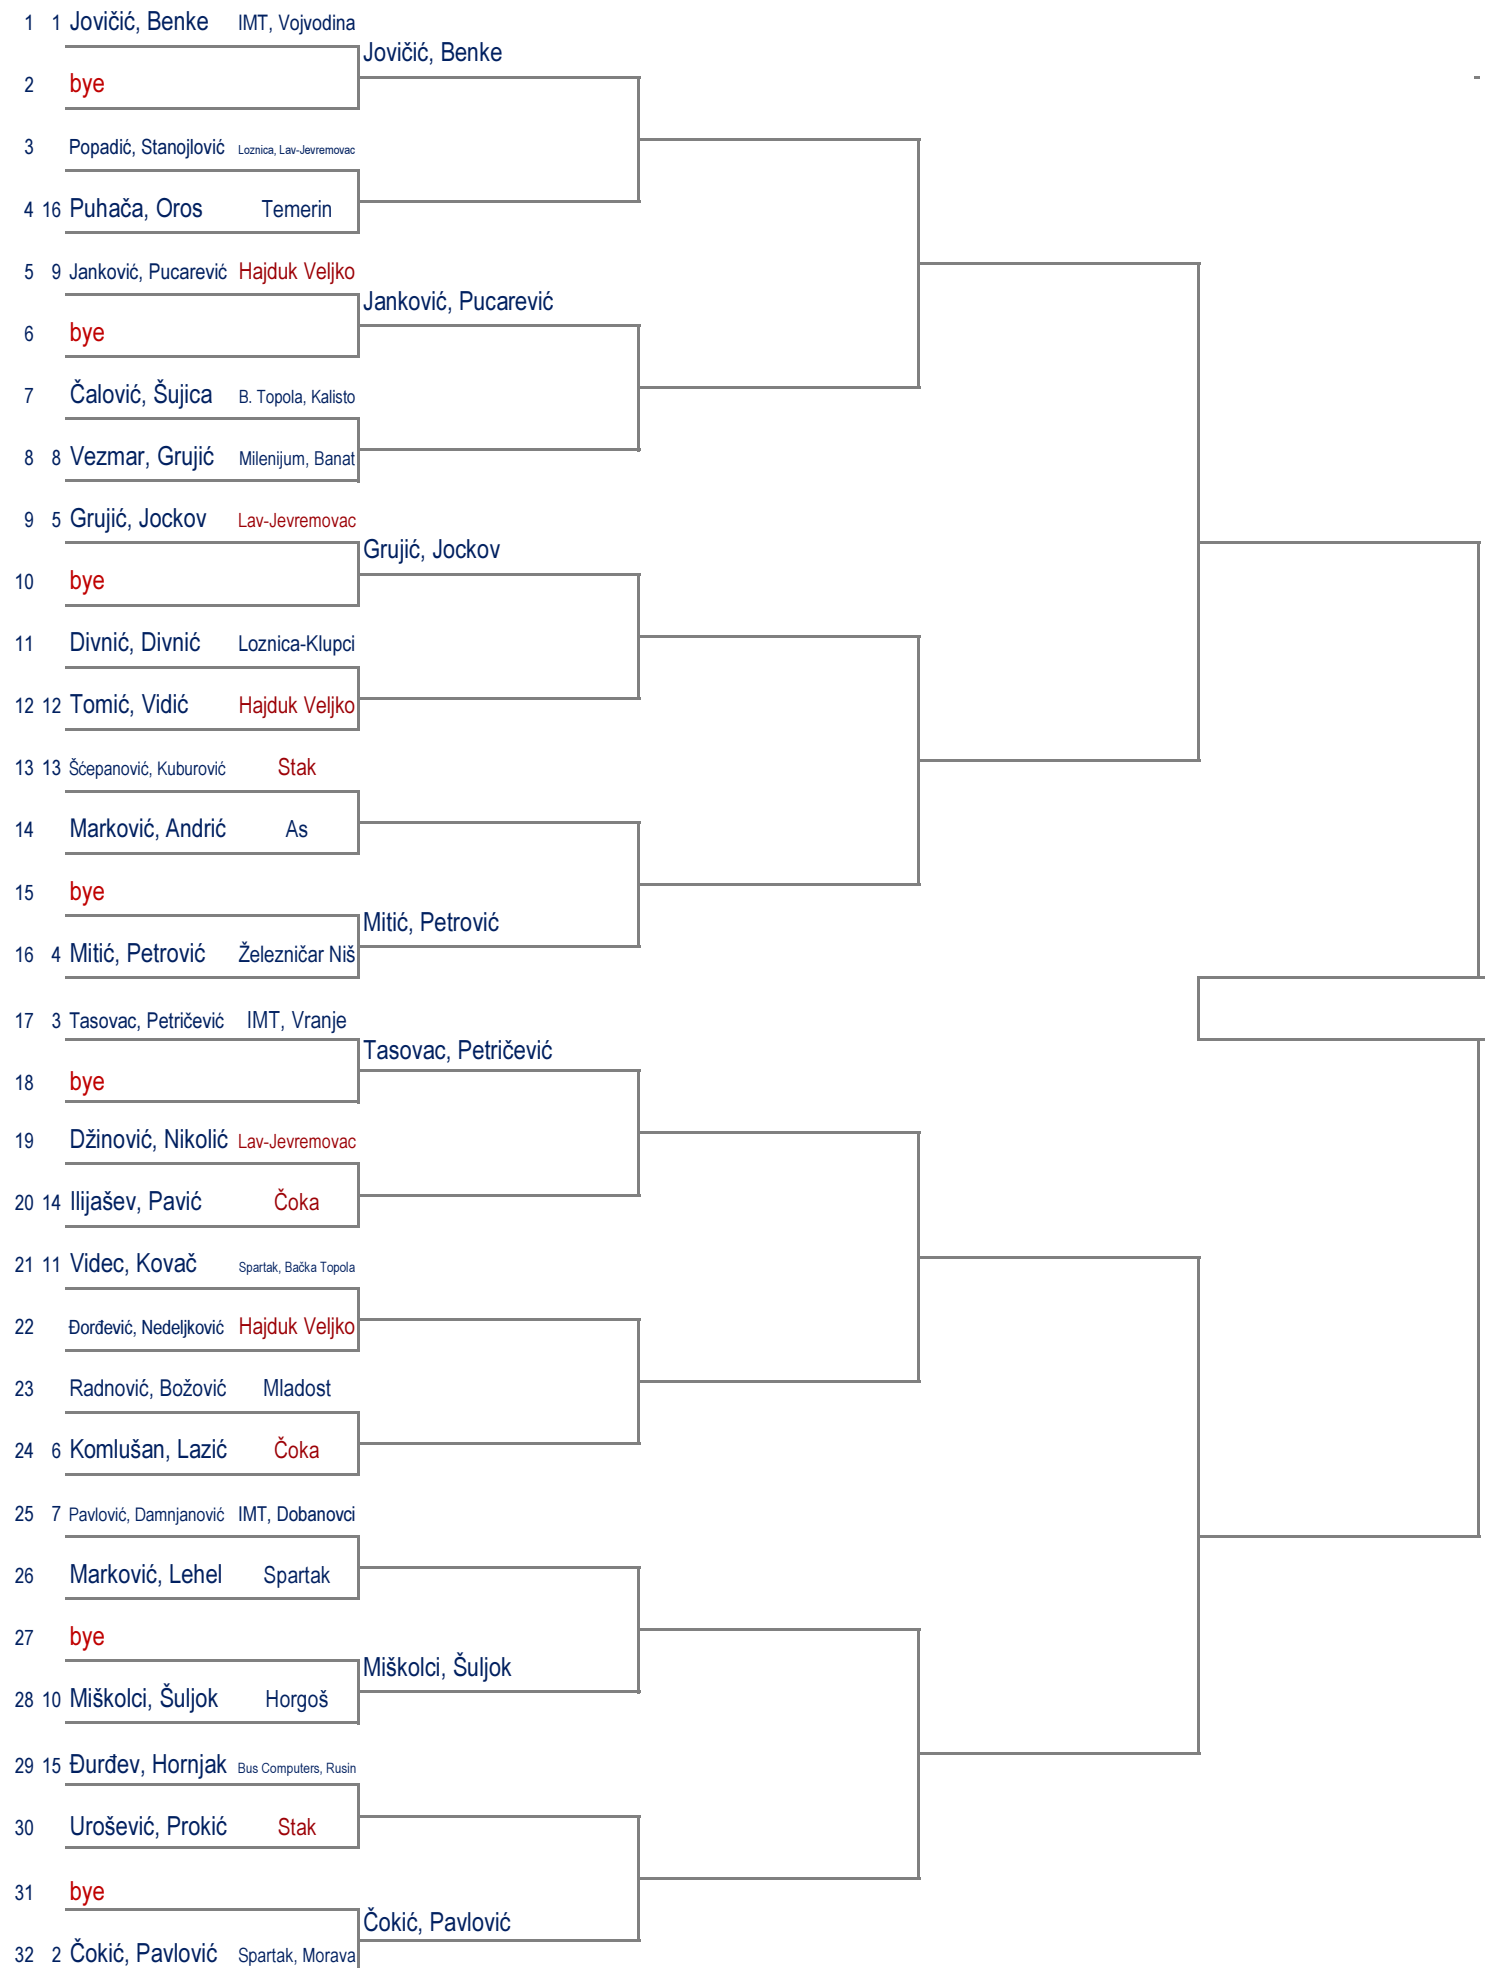 1 1 Jovičić, Benke IMT, Vojvodina
Jovičić, Benke
2 bye
3 Popadić, Stanojlović Loznica, Lav-Jevremovac
4 16 Puhača, Oros Temerin
5 9 Janković, Pucarević Hajduk Veljko
Janković, Pucarević
6 bye
7 Čalović, Šujica B. Topola, Kalisto
8 8 Vezmar, Grujić Milenijum, Banat
9 5 Grujić, Jockov Lav-Jevremovac
Grujić, Jockov
10 bye
11 Divnić, Divnić Loznica-Klupci
12 12 Tomić, Vidić Hajduk Veljko
13 13 Šćepanović, Kuburović Stak
14 Marković, Andrić As
15 bye
Mitić, Petrović
16 4 Mitić, Petrović Železničar Niš
17 3 Tasovac, Petričević IMT, Vranje
Tasovac, Petričević
18 bye
19 Džinović, Nikolić Lav-Jevremovac
20 14 Ilijašev, Pavić Čoka
21 11 Videc, Kovač Spartak, Bačka Topola
22 Đorđević, Nedeljković Hajduk Veljko
23 Radnović, Božović Mladost
24 6 Komlušan, Lazić Čoka
25 7 Pavlović, Damnjanović IMT, Dobanovci
26 Marković, Lehel Spartak
27 bye
Miškolci, Šuljok
28 10 Miškolci, Šuljok Horgoš
29 15 Đurđev, Hornjak Bus Computers, Rusin
30 Urošević, Prokić Stak
31 bye
Čokić, Pavlović
32 2 Čokić, Pavlović Spartak, Morava